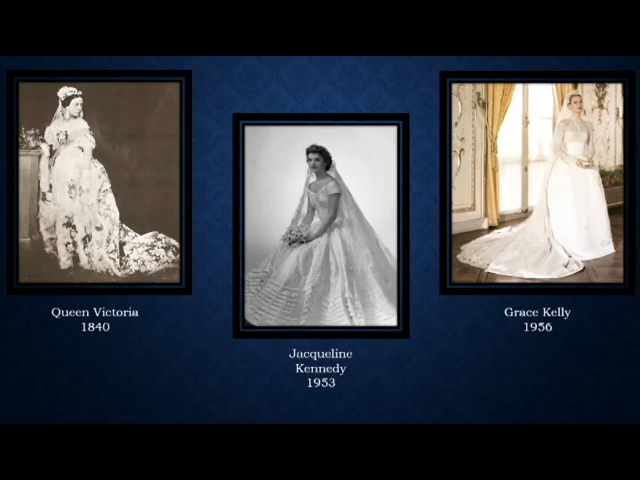 Queen Victoria
1840
Jacqueline
Kennedy
1953
Grace Kelly
1956